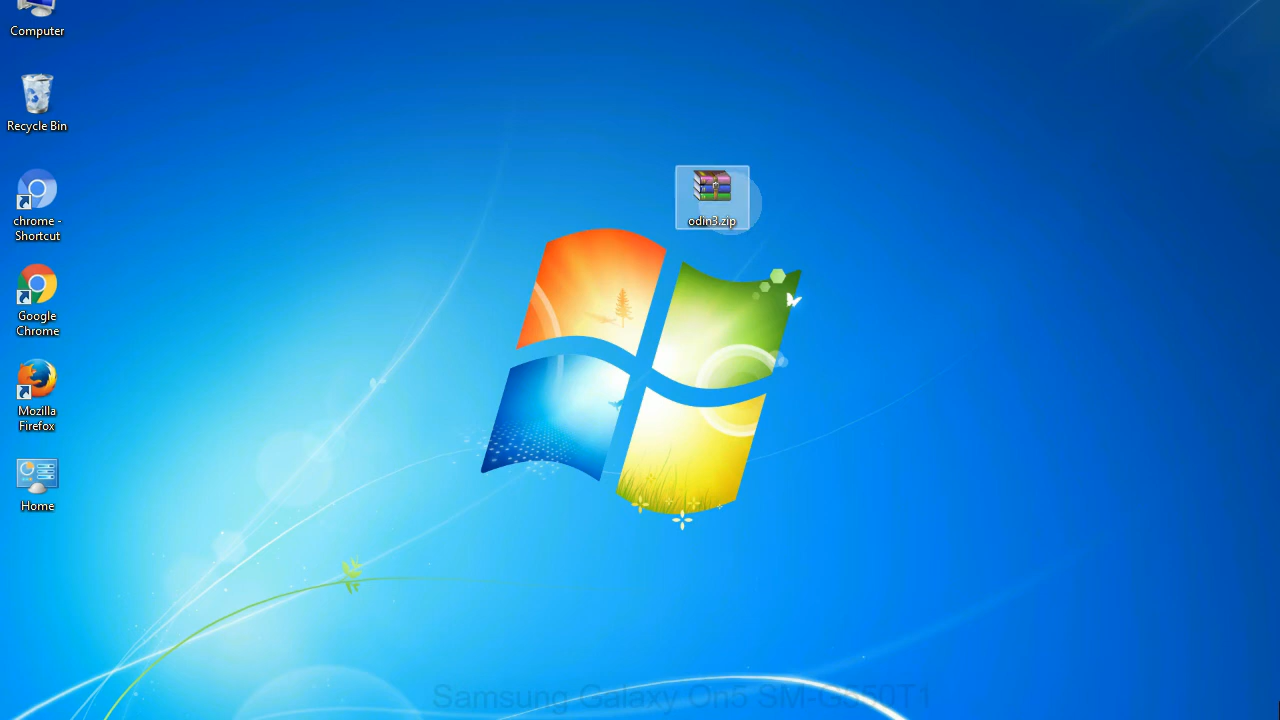 Computer
Recycle Bin
chrome -
Shortcut
Google
Chrome
Mozilla
Firefox
Home
odin3.zip
Samsung Galaxy On5 SM-G550T1